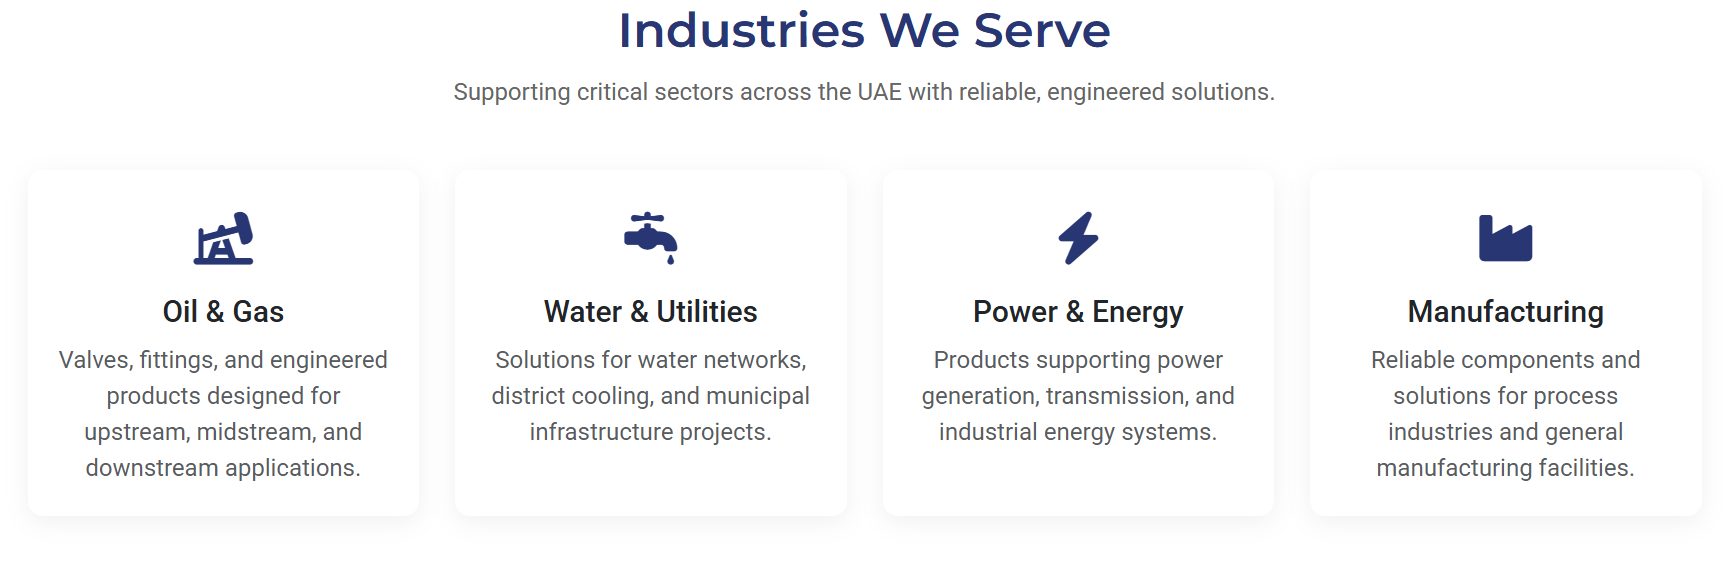 Industries We Serve
Supporting critical sectors across the UAE with reliable, engineered solutions.
Oil & Gas
Valves, fittings, and engineered
products designed for
upstream, midstream, and
downstream applications.
Water & Utilities
Solutions for water networks,
district cooling, and municipal
infrastructure projects.
Power & Energy
Products supporting power
generation, transmission, and
industrial energy systems.
Manufacturing
Reliable components and
solutions for process
industries and general
manufacturing facilities.